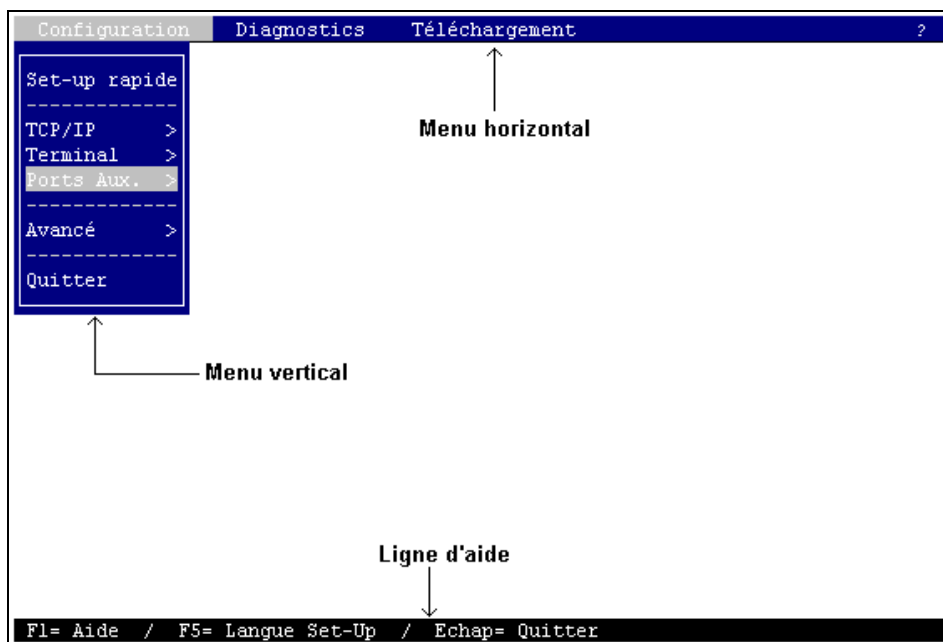 Configuration Diagnostics Téléchargement ?
Set-up rapide
-------------
TCP/IP >
Terminal >
Ports Aux. >
-------------
Avancé >
-------------
Quitter
Menu horizontal
Menu vertical
Ligne d'aide
F1= Aide / F5= Langue Set-Up / Echap= Quitter